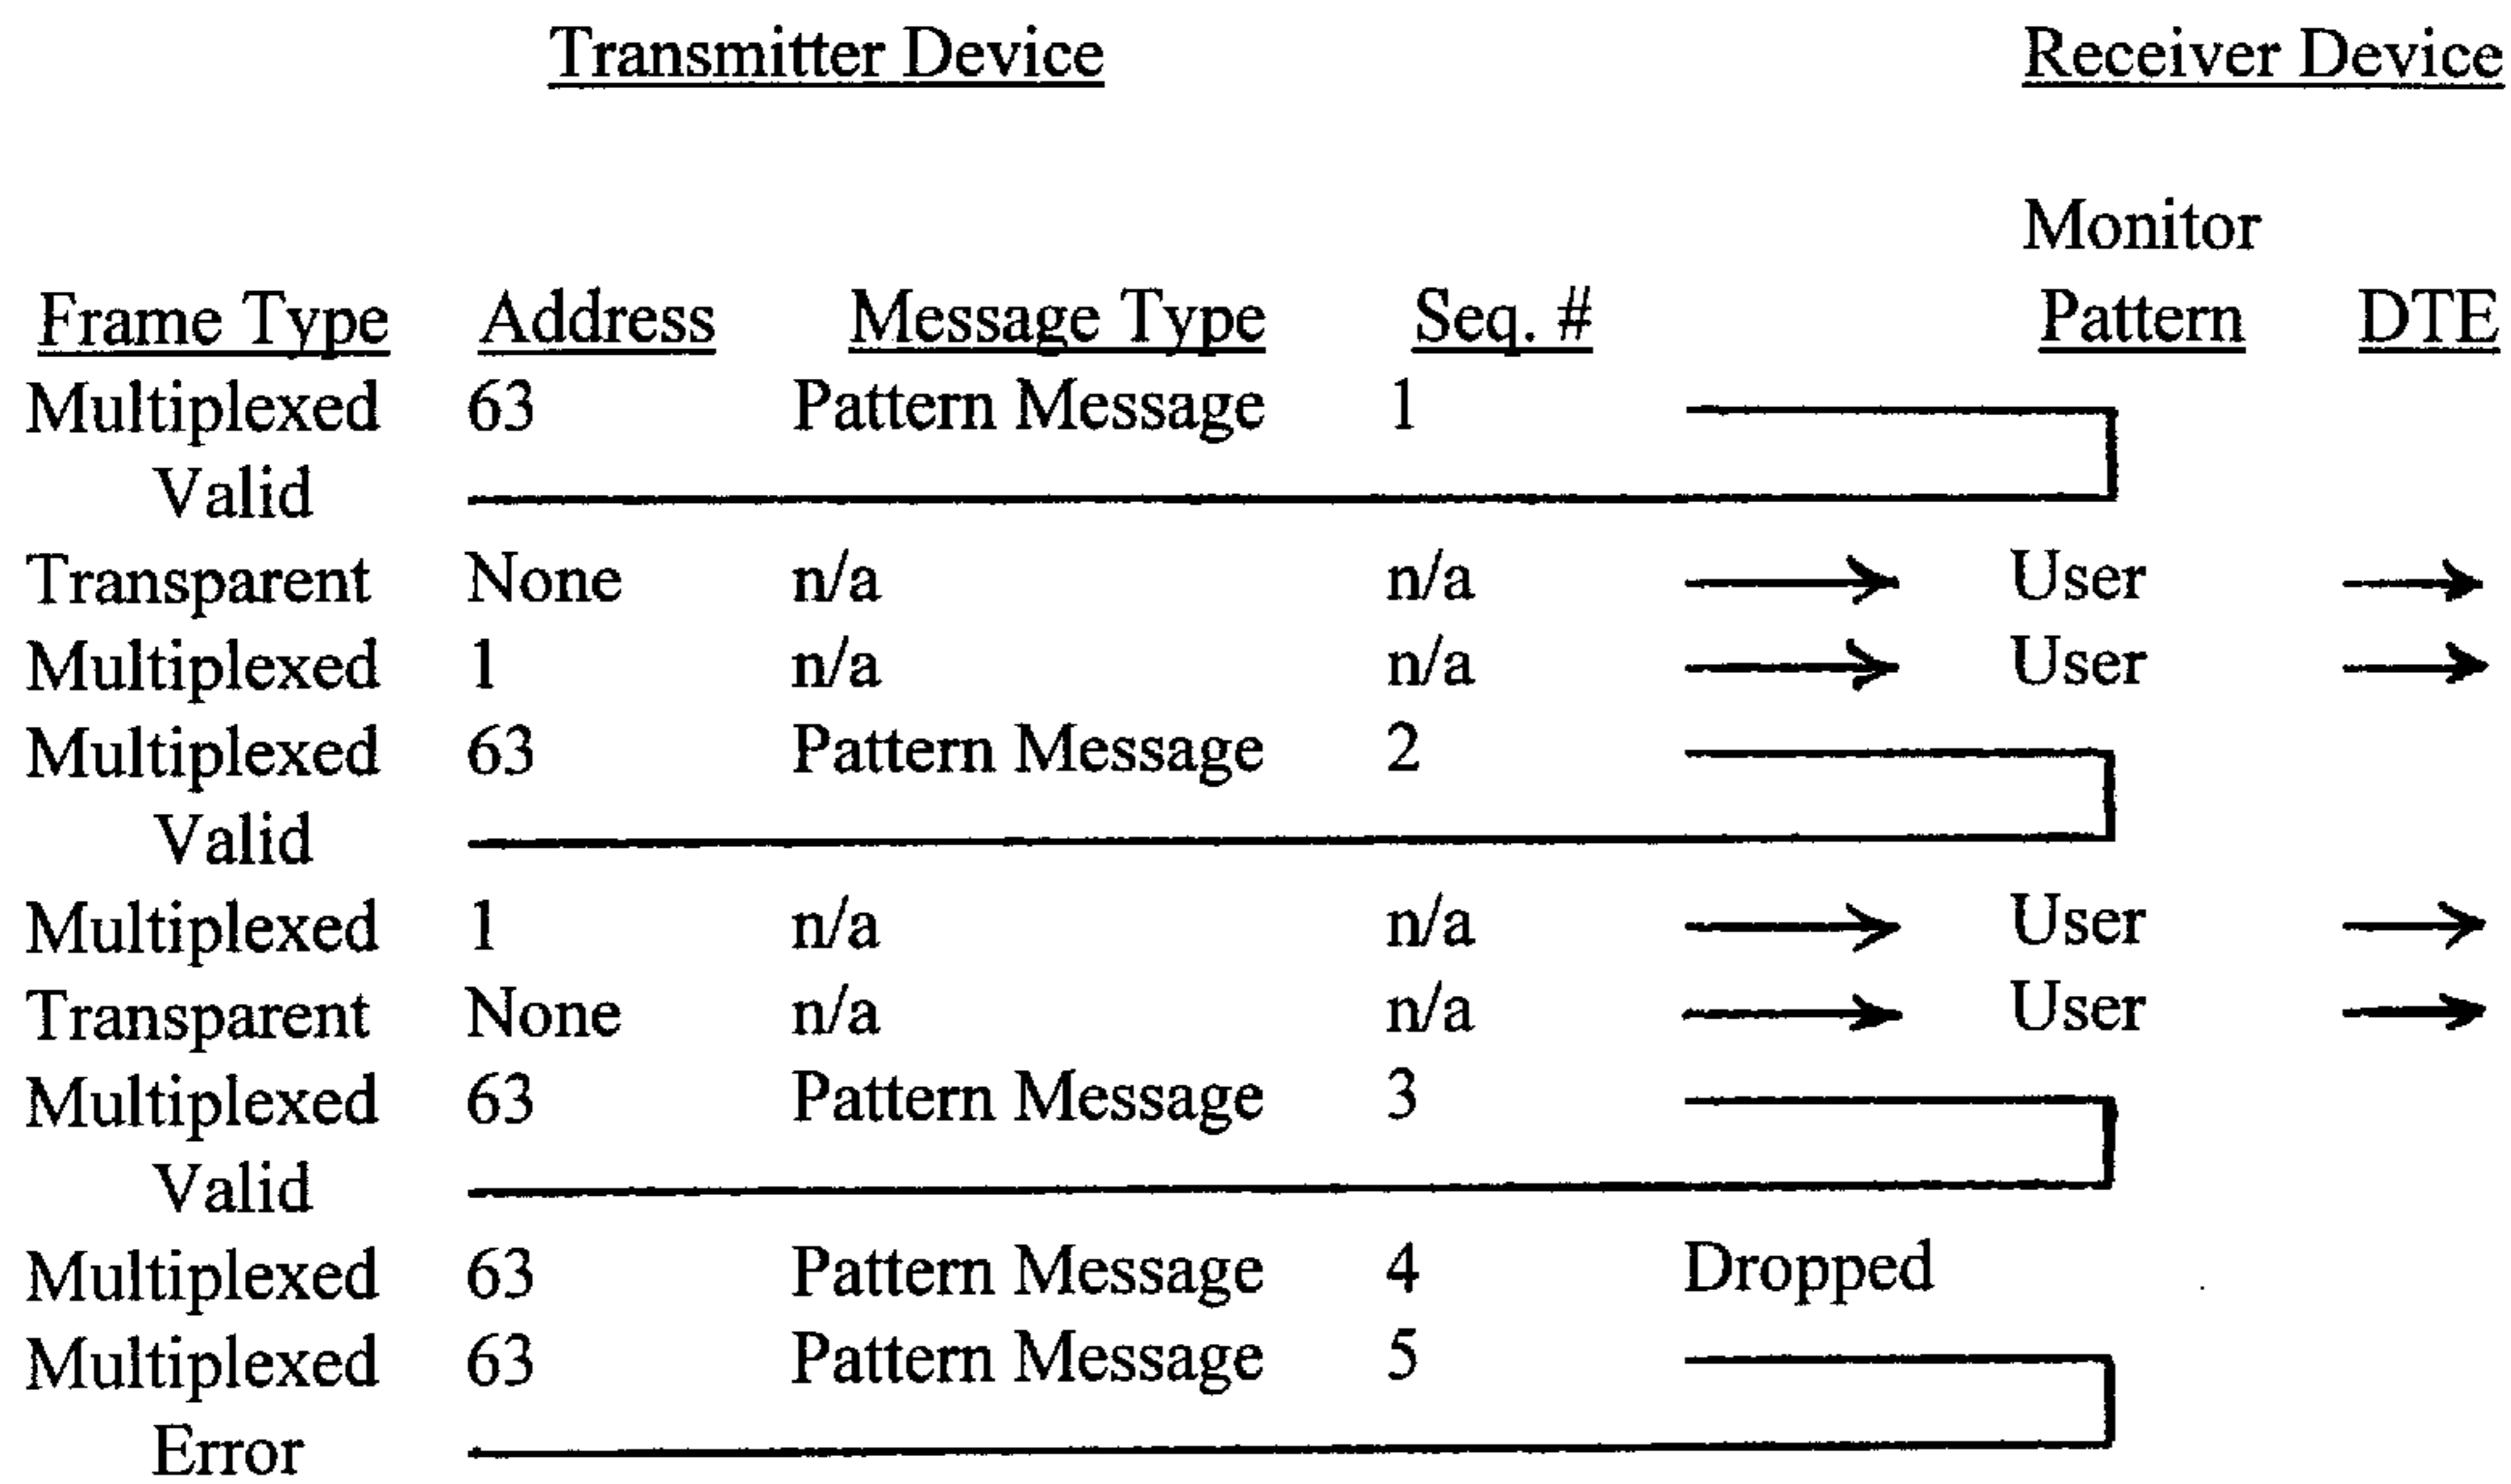 Transmitter Device Receiver Device
Monitor
Frame Type Address Message Type Seq. # Pattern DTE
Multiplexed 63 Pattern Message 1
Valid
Transparent None n/a n/a User
Multiplexed 1 n/a n/a User
Multiplexed 63 Pattern Message 2
Valid
Multiplexed 1 n/a n/a User
Transparent None n/a n/a User
Multiplexed 63 Pattern Message 3
Valid
Multiplexed 63 Pattern Message 4 Dropped
Multiplexed 63 Pattern Message 5
Error